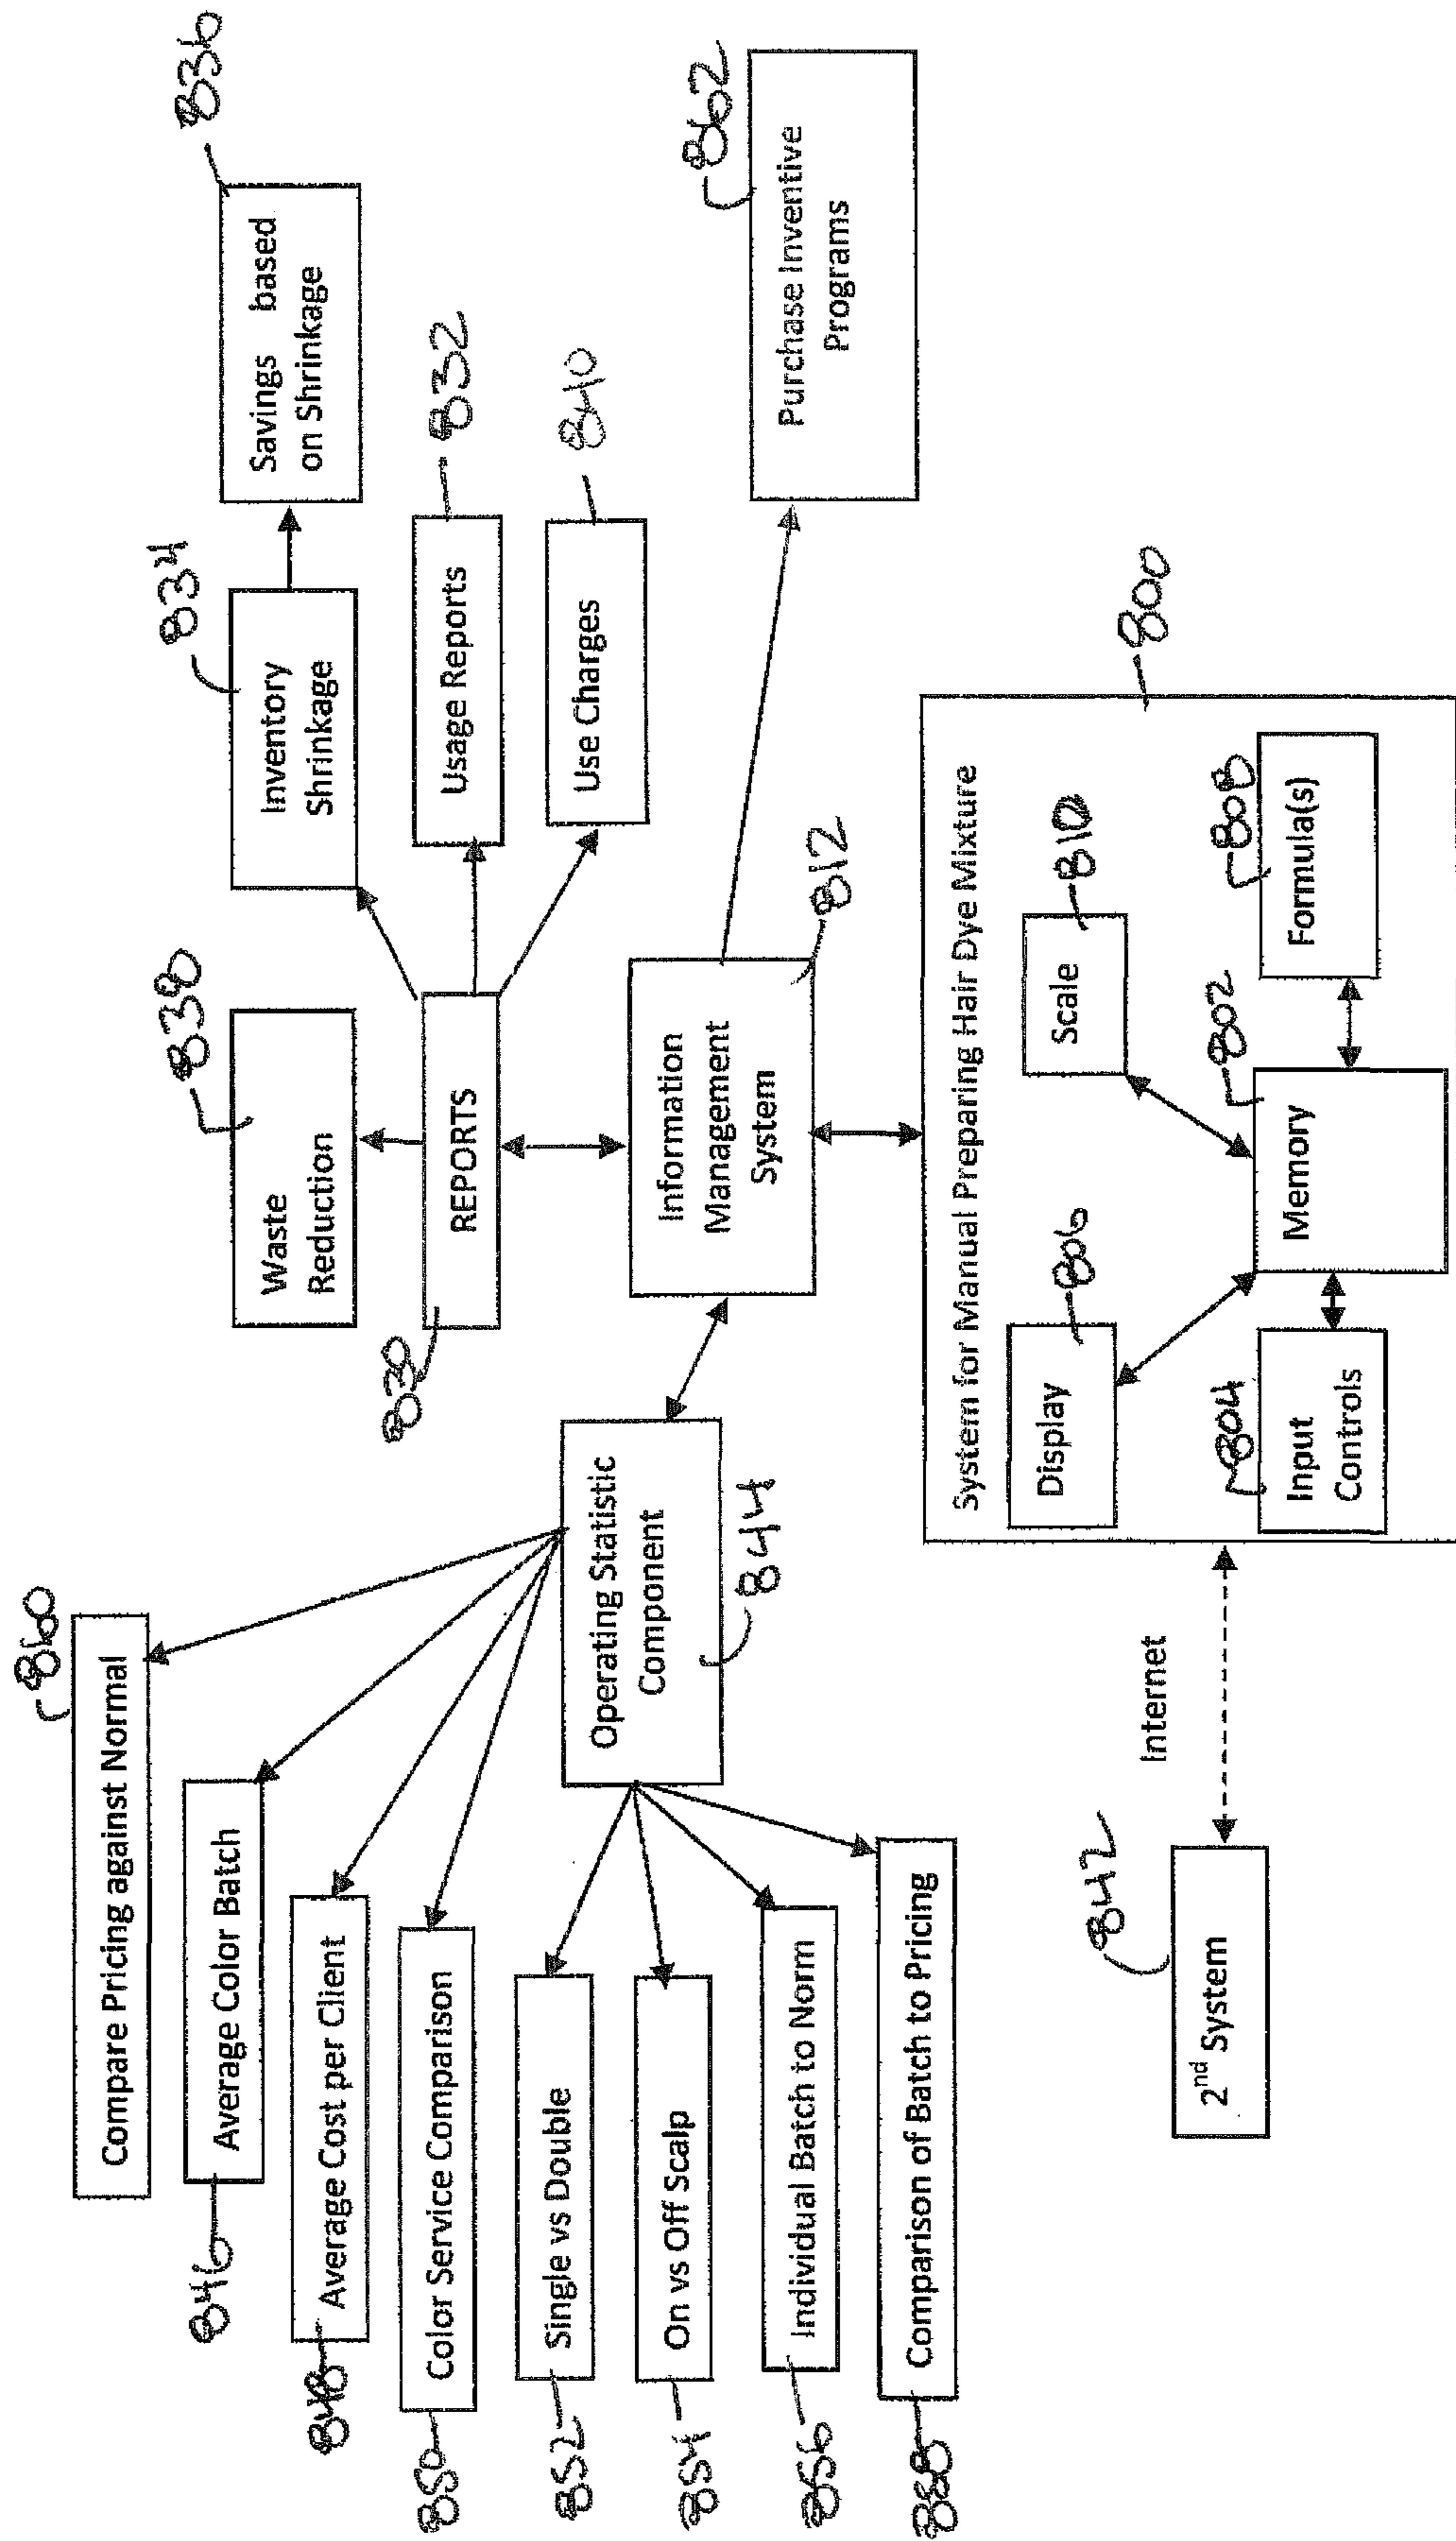 860
Compare Pricing against Normal
846
Average Color Batch
848
Average Cost per Client
850
Color Service Comparison
852
Single vs Double
854
On vs Off Scalp
856
Individual Batch to Norm
858
Comparison of Batch to Pricing
Operating Statistic
Component
844
838
Waste
Reduction
834
Inventory
Shrinkage
836
Savings based
on Shrinkage
830
REPORTS
Usage Reports
832
Use Charges
840
Information
Management
System
812
862
Purchase Inventive
Programs
842
2nd System
Internet
800
System for Manual Preparing Hair Dye Mixture
Display
806
Scale
810
804
Input
Controls
802
Memory
808
Formula(s)